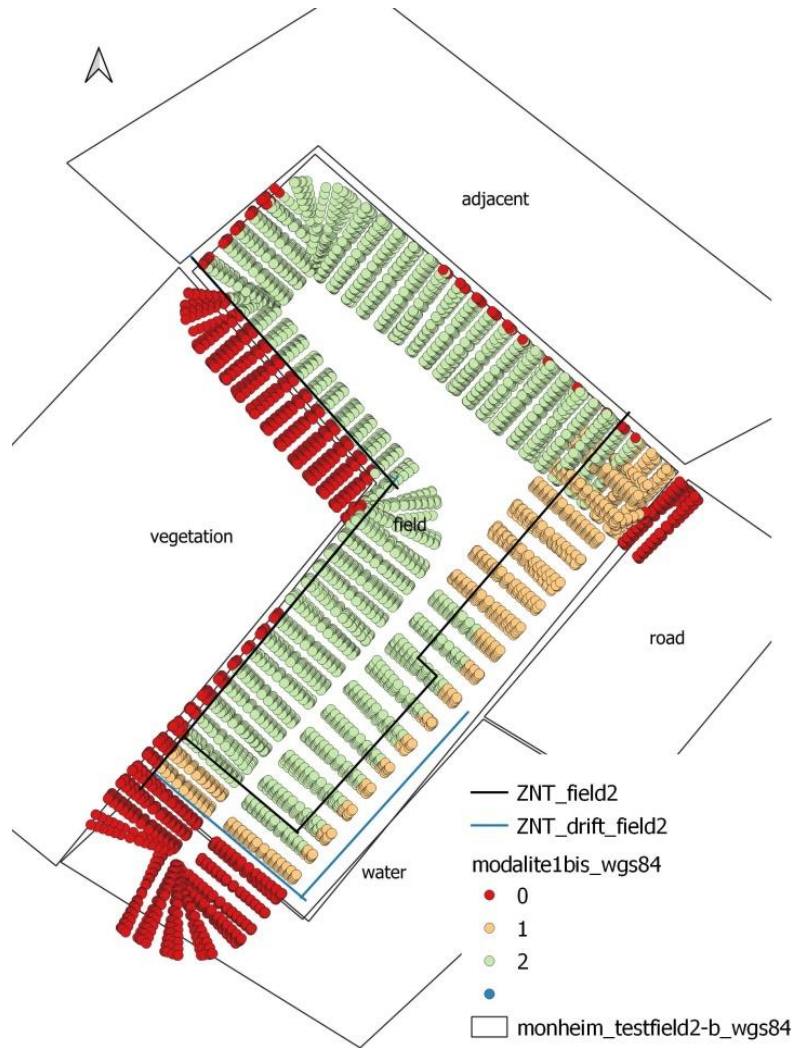 adjacent
field
vegetation
road
water
ZNT_field2
ZNT_drift_field2
modalite1bis_wgs84
0
1
2
monheim_testfield2-b_wgs84